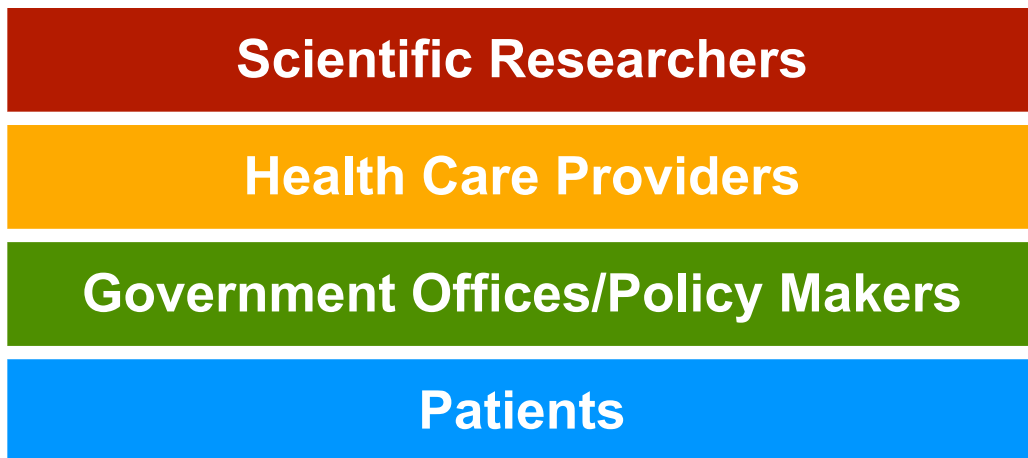 Scientific Researchers
Health Care Providers
Government Offices/Policy Makers
Patients